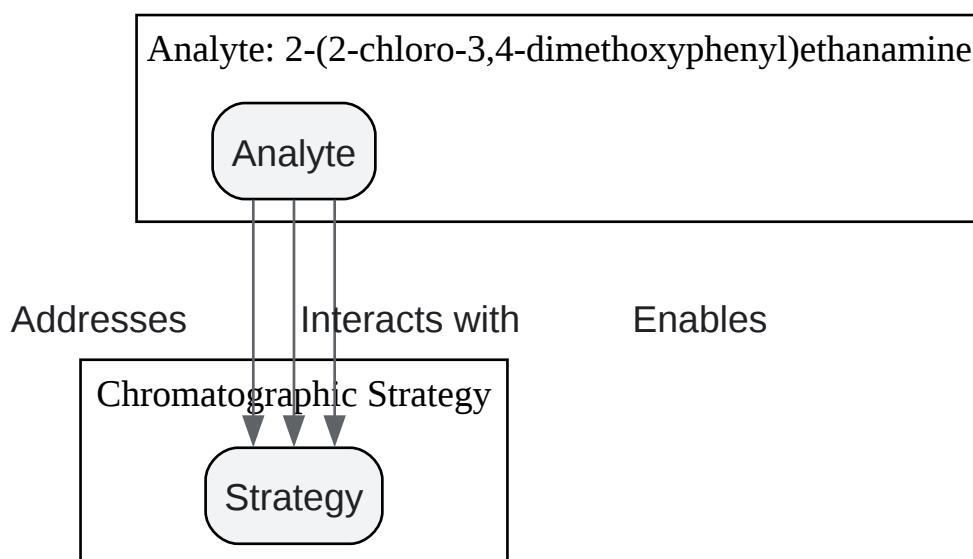 Analyte: 2-(2-chloro-3,4-dimethoxyphenyl)ethanamine
Analyte
Addresses
Interacts with
Enables
Chromatographic Strategy
Strategy